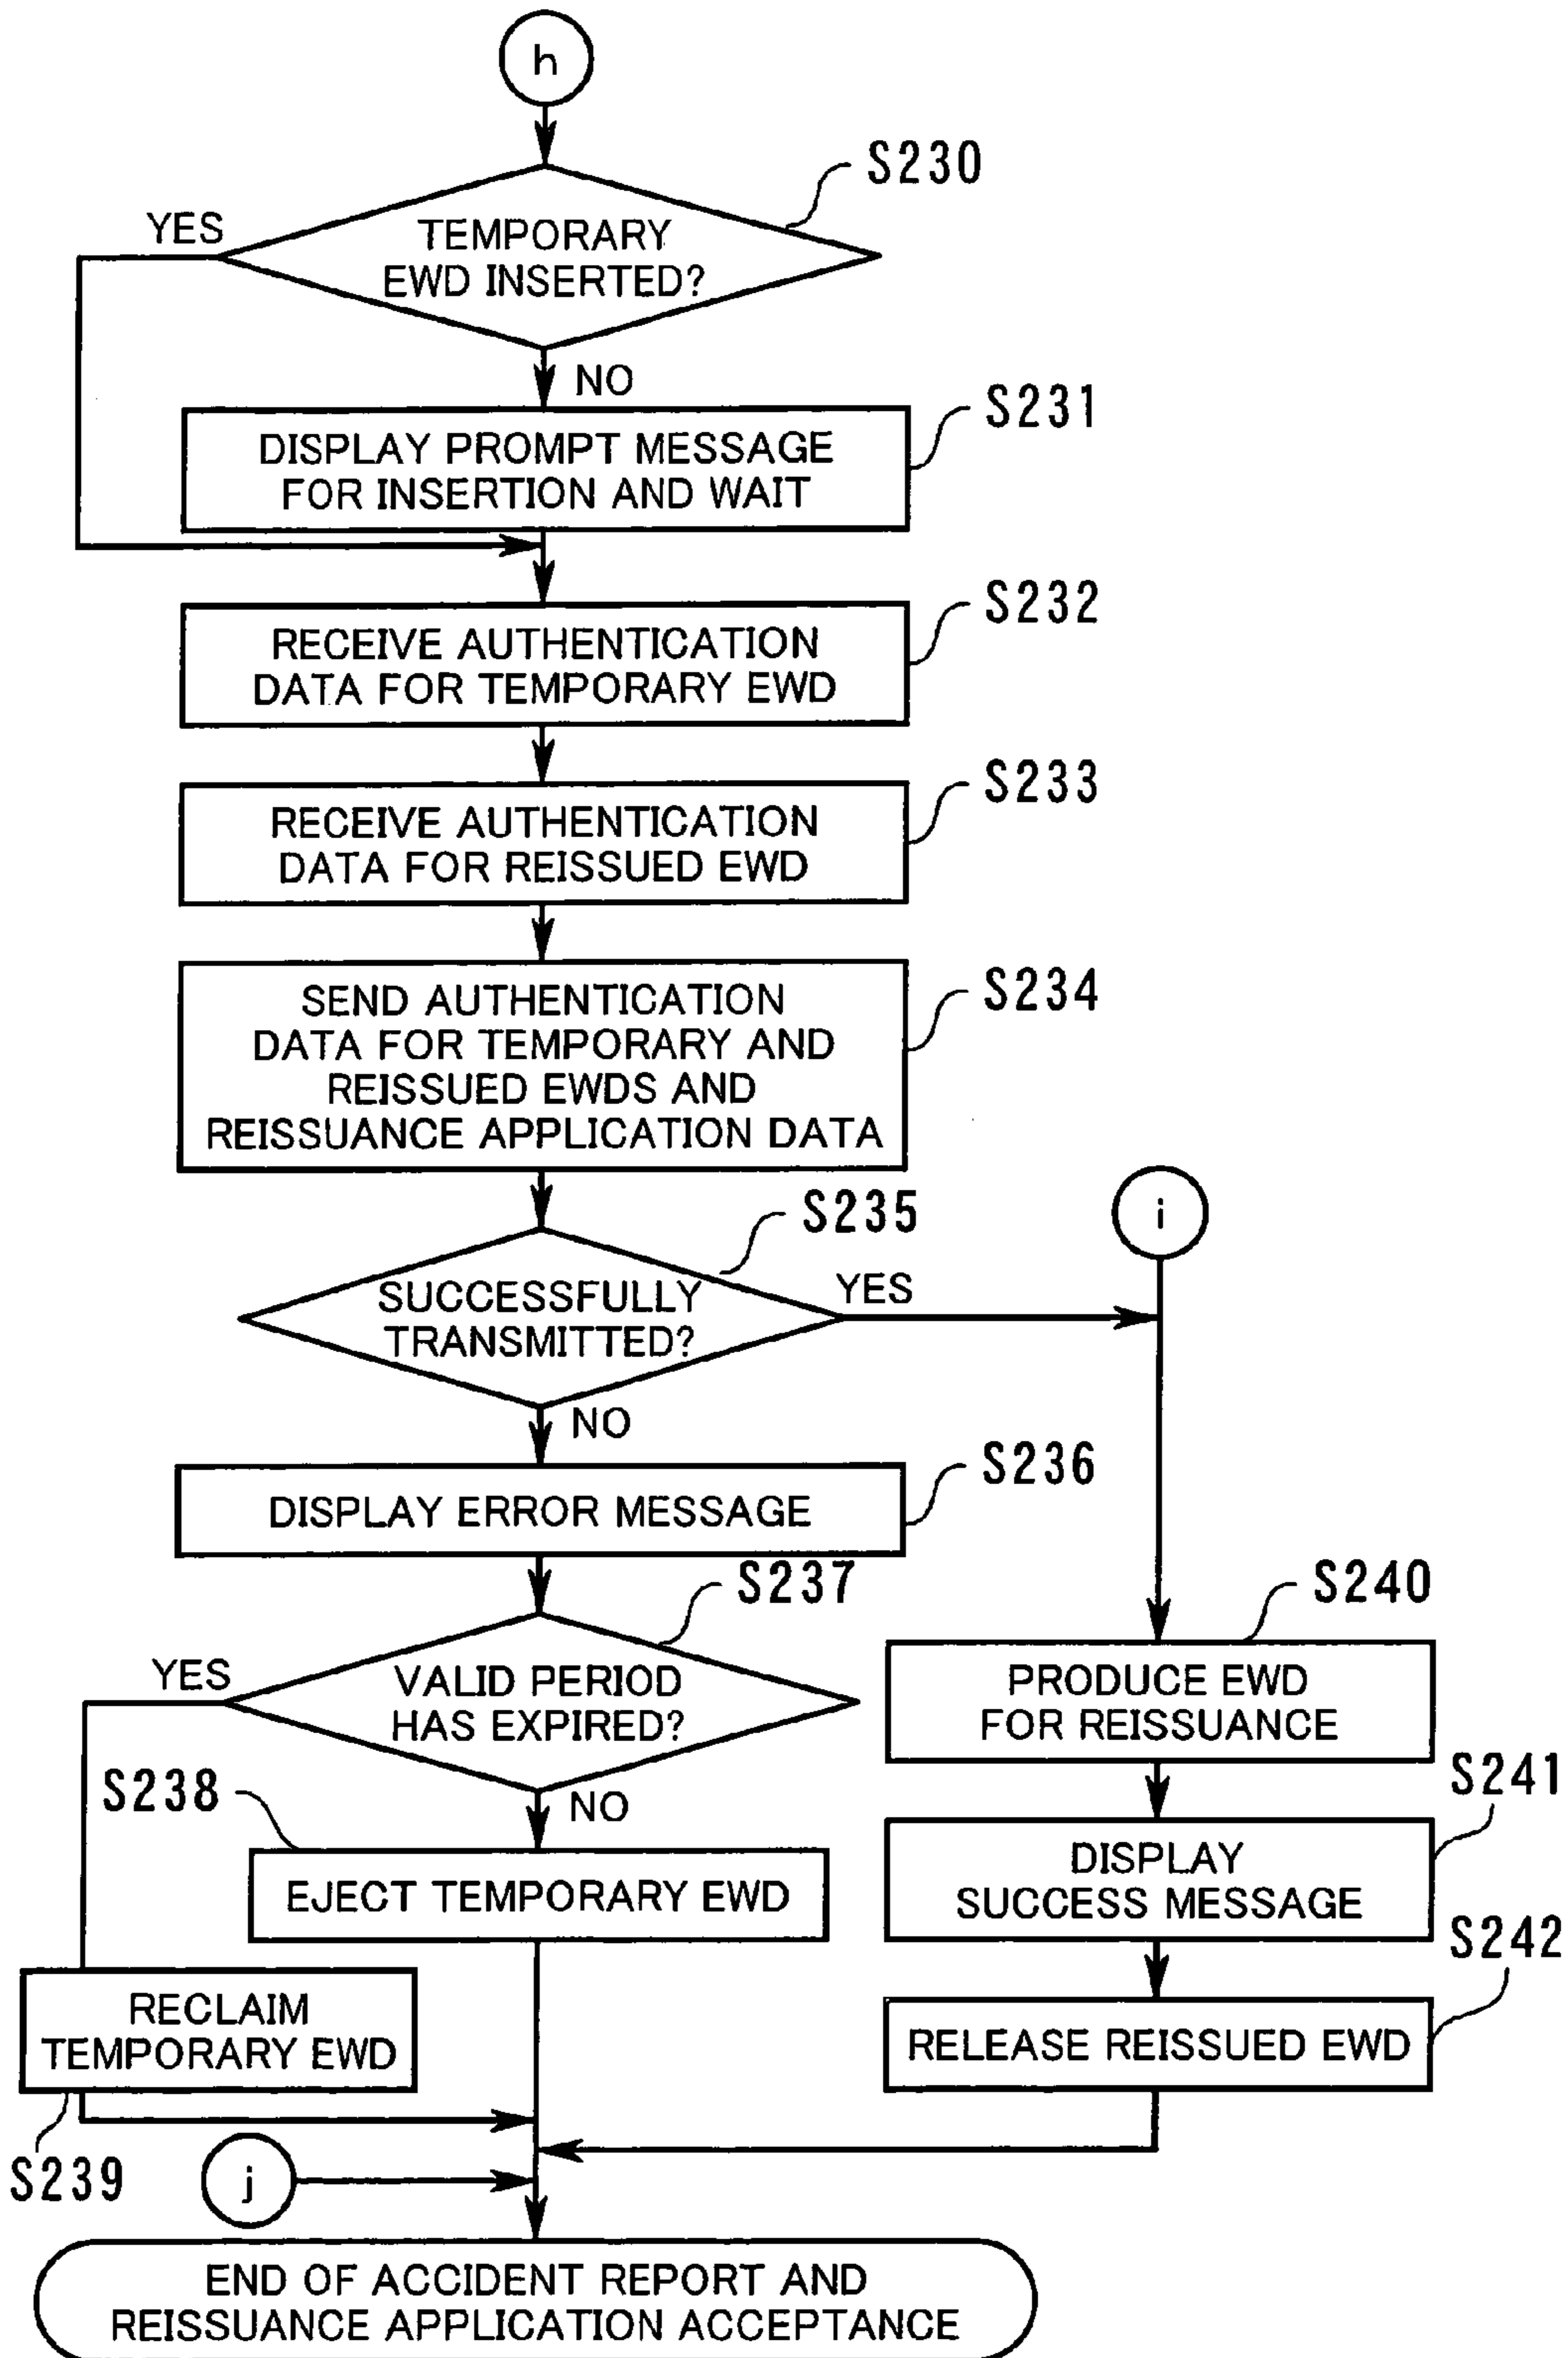 h
S230
YES
TEMPORARY
EWD INSERTED?
NO
S231
DISPLAY PROMPT MESSAGE
FOR INSERTION AND WAIT
S232
RECEIVE AUTHENTICATION
DATA FOR TEMPORARY EWD
S233
RECEIVE AUTHENTICATION
DATA FOR REISSUED EWD
S234
SEND AUTHENTICATION
DATA FOR TEMPORARY AND
REISSUED EWDS AND
REISSUANCE APPLICATION DATA
S235
i
SUCCESSFULLY
TRANSMITTED?
YES
NO
S236
DISPLAY ERROR MESSAGE
S237
YES
VALID PERIOD
HAS EXPIRED?
NO
S238
EJECT TEMPORARY EWD
RECLAIM
TEMPORARY EWD
S239
S240
PRODUCE EWD
FOR REISSUANCE
S241
DISPLAY
SUCCESS MESSAGE
S242
RELEASE REISSUED EWD
j
END OF ACCIDENT REPORT AND
REISSUANCE APPLICATION ACCEPTANCE